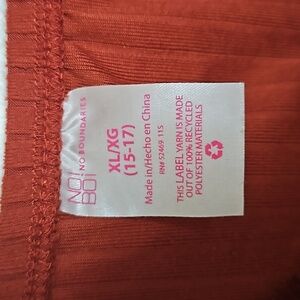 NO!
BO!
NO BOUNDARIES
XL/XG
(15-17)
Made in/Hecho en China
RN# 52469 115
THIS LABEL YARN IS MADE
OUT OF 100% RECYCLED
POLYESTER MATERIALS